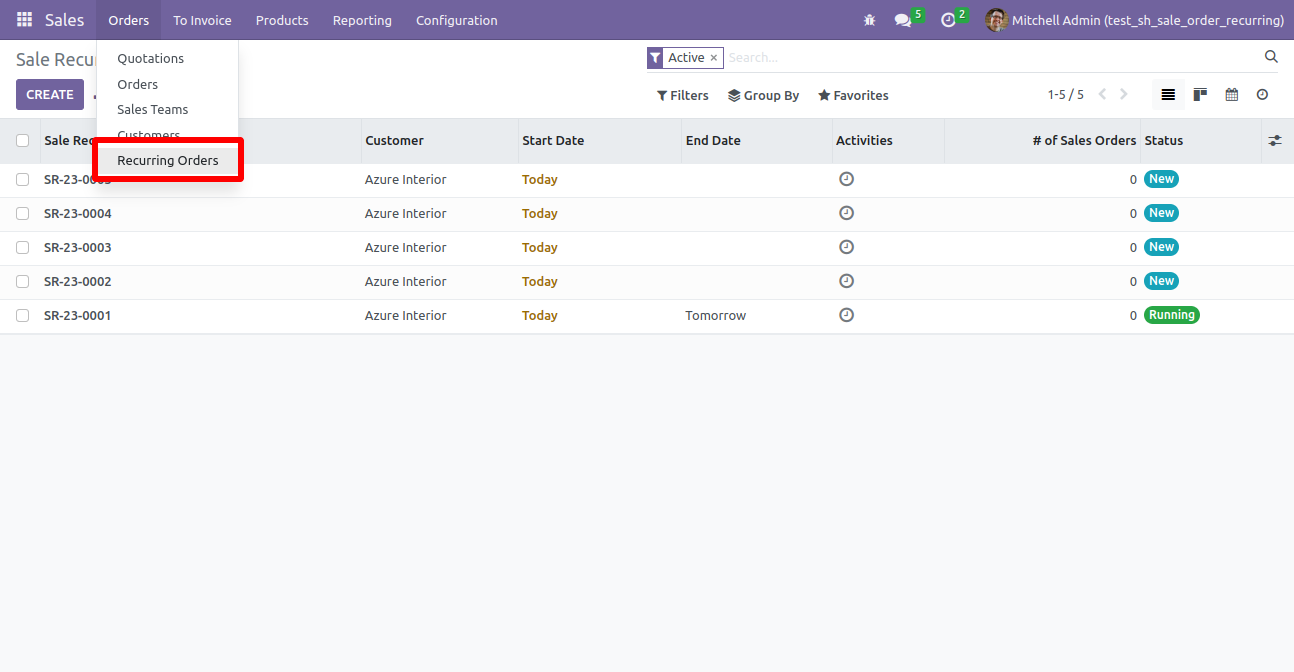 Sales Orders To Invoice Products Reporting Configuration 5 2 Mitchell Admin (test_sh_sale_order_recurring)
Sale Recu
Active × Search...
Quotations
CREATE
Orders
Filters Group By Favorites 1-5 / 5
Sales Teams
Customers
Recurring Orders
Sale Rec Customer Start Date End Date Activities # of Sales Orders Status
SR-23-0005 Azure Interior Today 0 New
SR-23-0004 Azure Interior Today 0 New
SR-23-0003 Azure Interior Today 0 New
SR-23-0002 Azure Interior Today 0 New
SR-23-0001 Azure Interior Today Tomorrow 0 Running